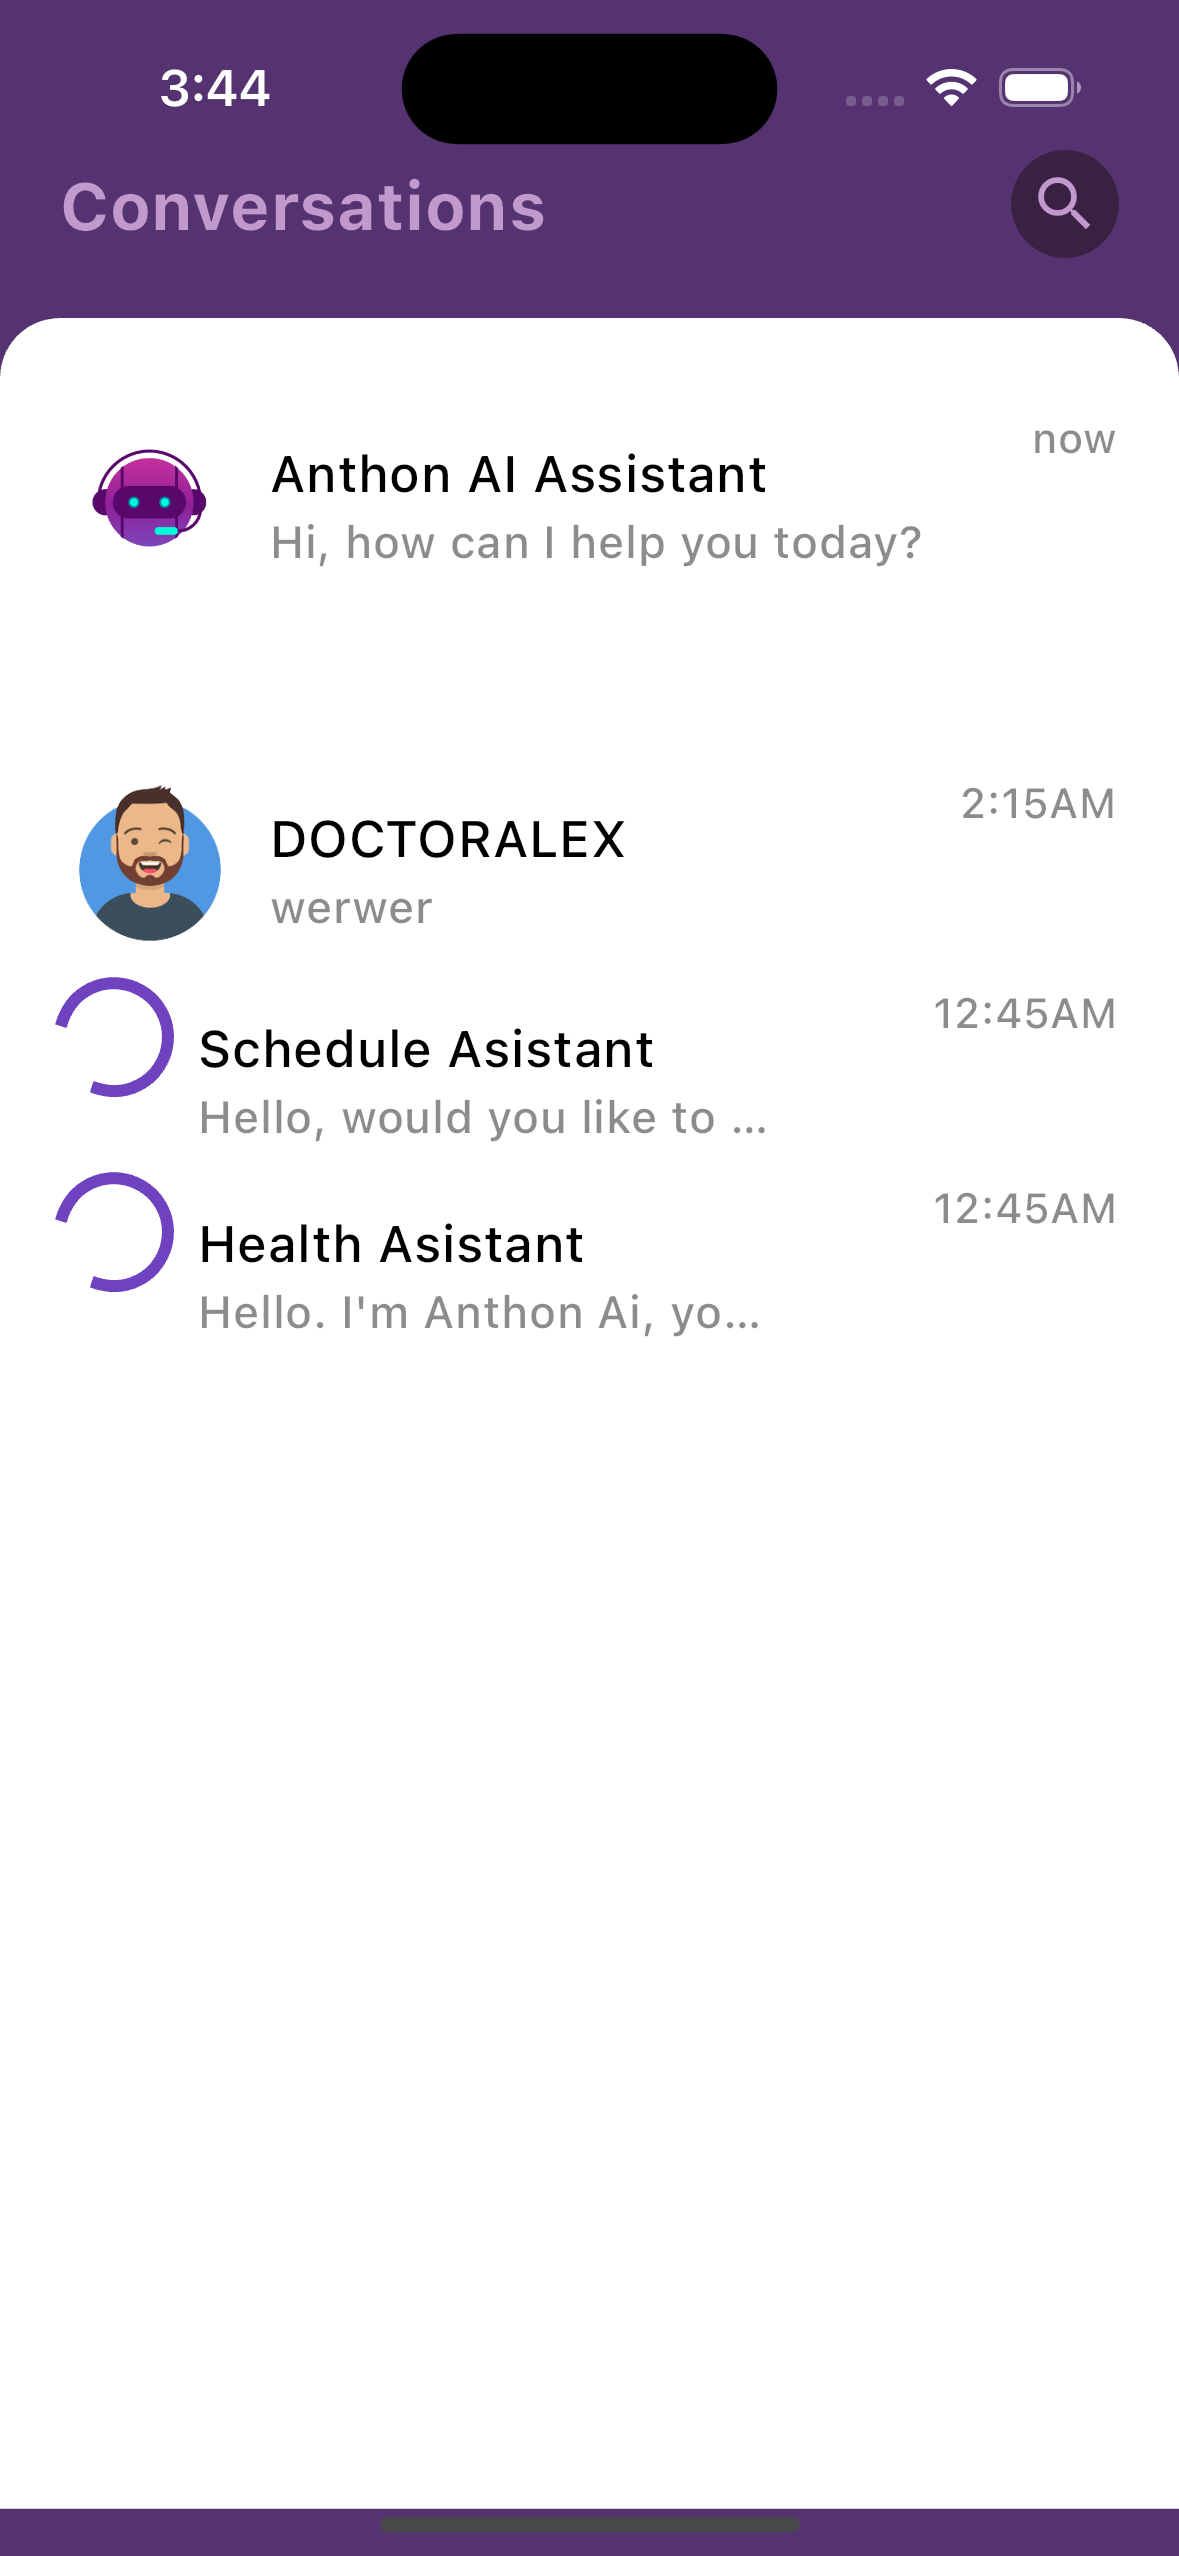 3:44
Conversations
now
Anthon AI Assistant
Hi, how can I help you today?
2:15AM
DOCTORALEX
werwer
12:45AM
Schedule Asistant
Hello, would you like to ...
12:45AM
Health Asistant
Hello. I'm Anthon Ai, yo...